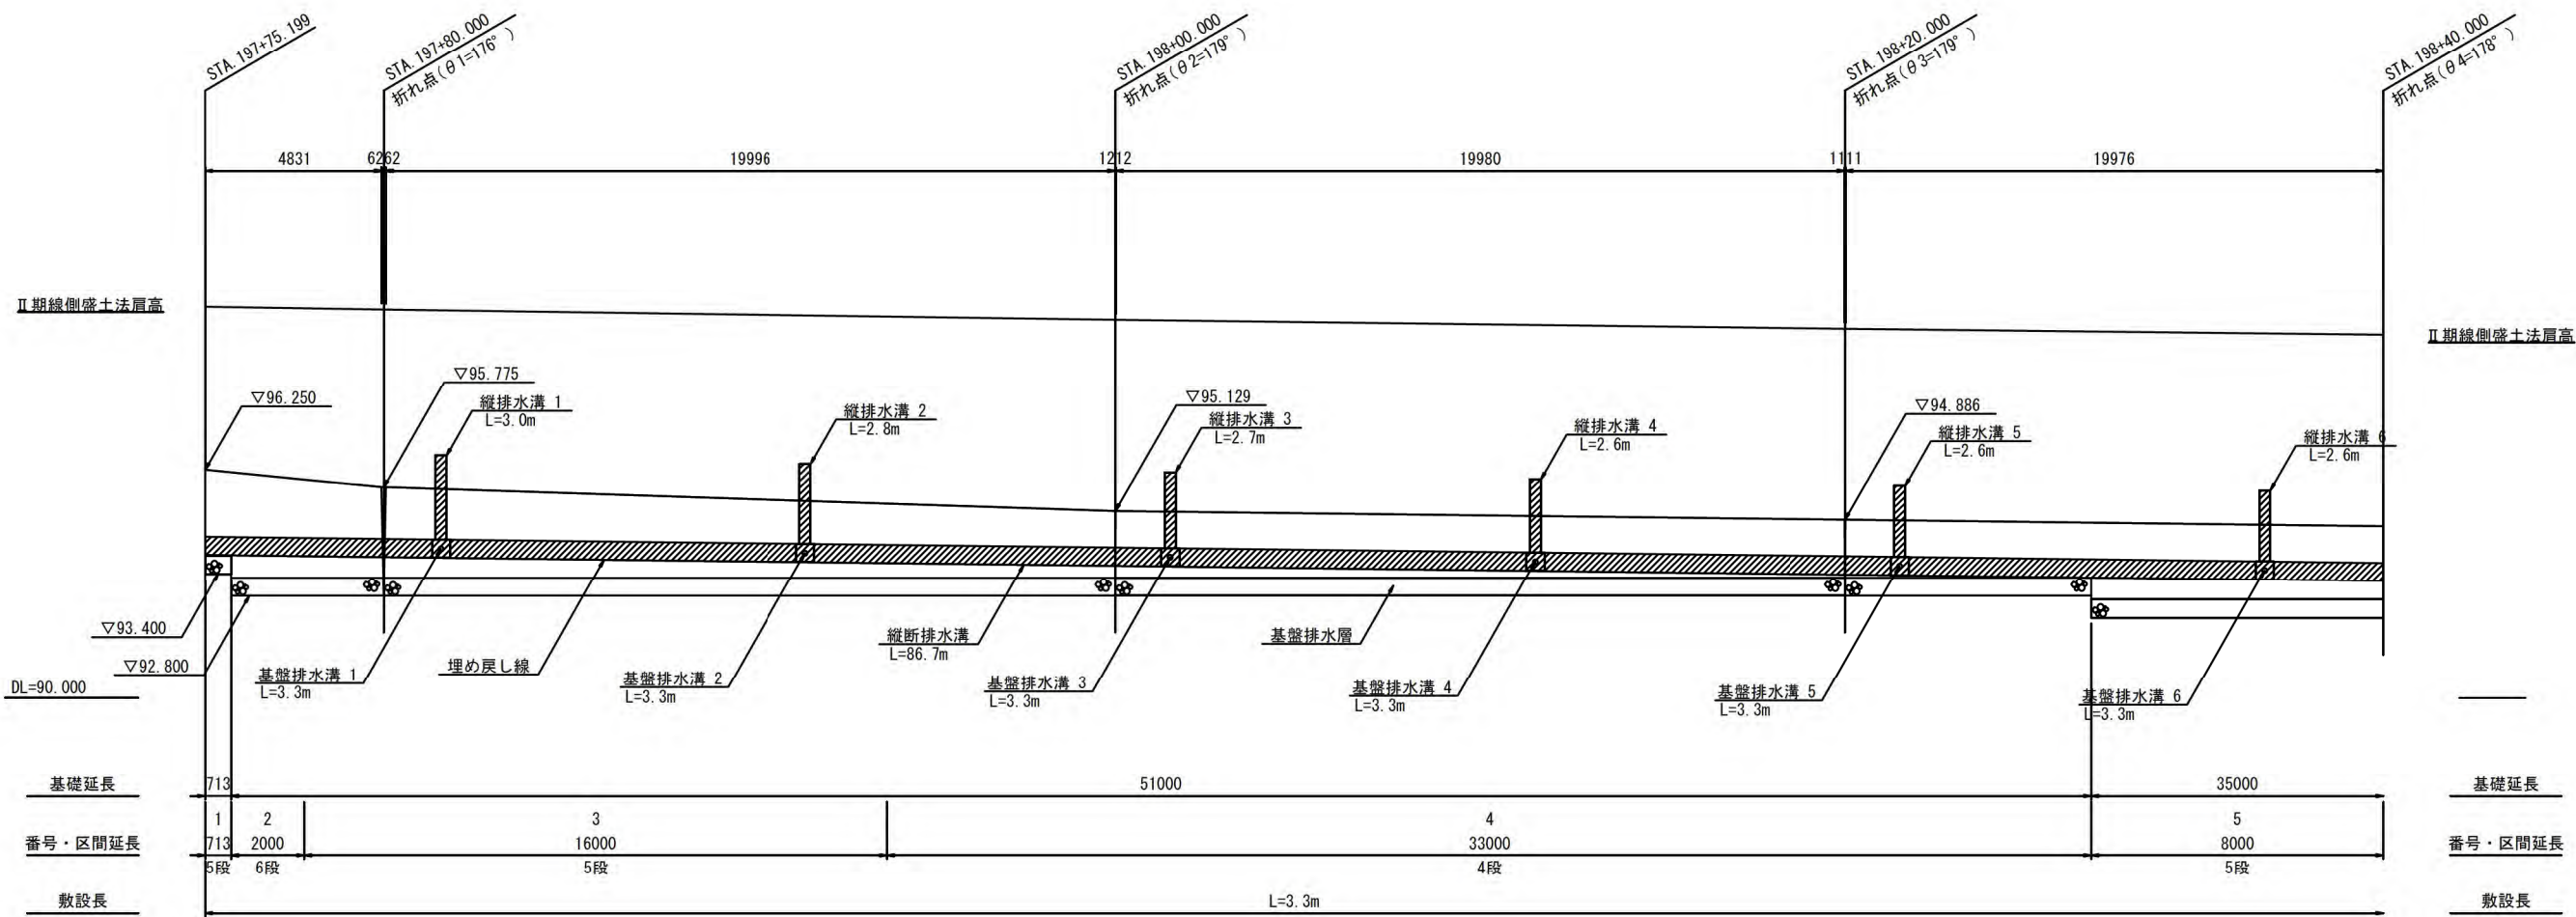 STA.197+75.199
STA.197+80.000
折れ点(θ1=176°)
STA.198+00.000
折れ点(θ2=179°)
STA.198+20.000
折れ点(θ3=179°)
STA.198+40.000
折れ点(θ4=178°)
4831
6262
19996
1212
19980
1111
19976
Ⅱ期線側盛土法肩高
Ⅱ期線側盛土法肩高
▽96.250
▽95.775
縦排水溝 1
L=3.0m
縦排水溝 2
L=2.8m
▽95.129
縦排水溝 3
L=2.7m
縦排水溝 4
L=2.6m
▽94.886
縦排水溝 5
L=2.6m
縦排水溝 6
L=2.6m
▽93.400
▽92.800
DL=90.000
基盤排水溝 1
L=3.3m
埋め戻し線
基盤排水溝 2
L=3.3m
縦断排水溝
L=86.7m
基盤排水溝 3
L=3.3m
基盤排水層
基盤排水溝 4
L=3.3m
基盤排水溝 5
L=3.3m
基盤排水溝 6
L=3.3m
基礎延長
713
51000
35000
基礎延長
1
2
3
4
5
番号・区間延長
713
2000
16000
33000
8000
番号・区間延長
5段
6段
5段
4段
5段
敷設長
L=3.3m
敷設長